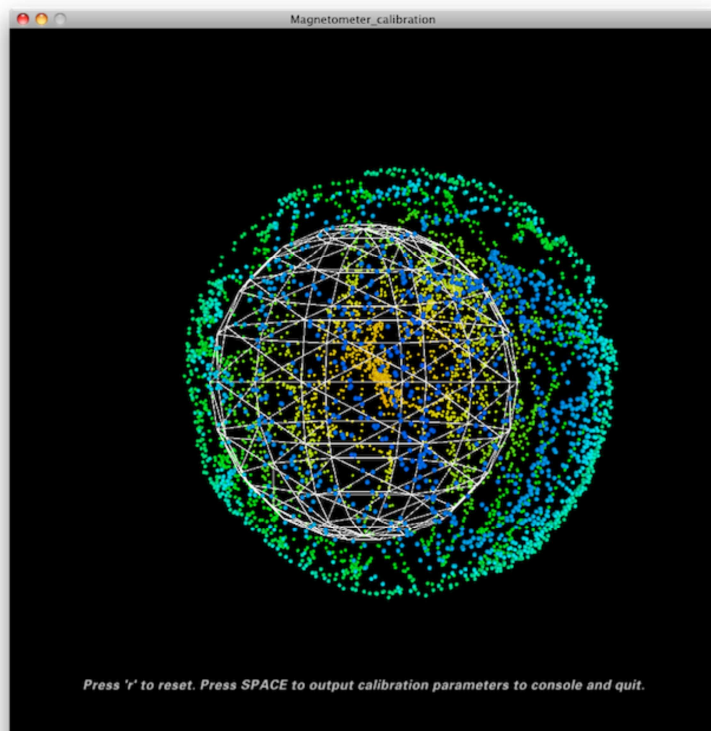 Magnetometer_calibration
Press 'r' to reset. Press SPACE to output calibration parameters to console and quit.